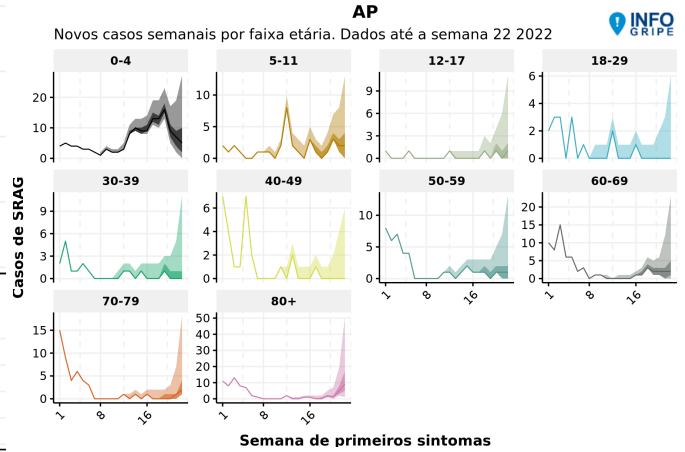 AP
INFO
GRIPE
Novos casos semanais por faixa etária. Dados até a semana 22 2022
0-4 5-11 12-17 18-29
20 10 0
10 5 0
9 6 3 0
6 4 2 0
30-39 40-49 50-59 60-69
9 6 3 0
6 4 2 0
10 5 0
20 15 10 5 0
1 8 16
1 8 16
70-79 80+
15 10 5 0
50 40 30 20 10 0
1 8 16
1 8 16
Casos de SRAG
Semana de primeiros sintomas